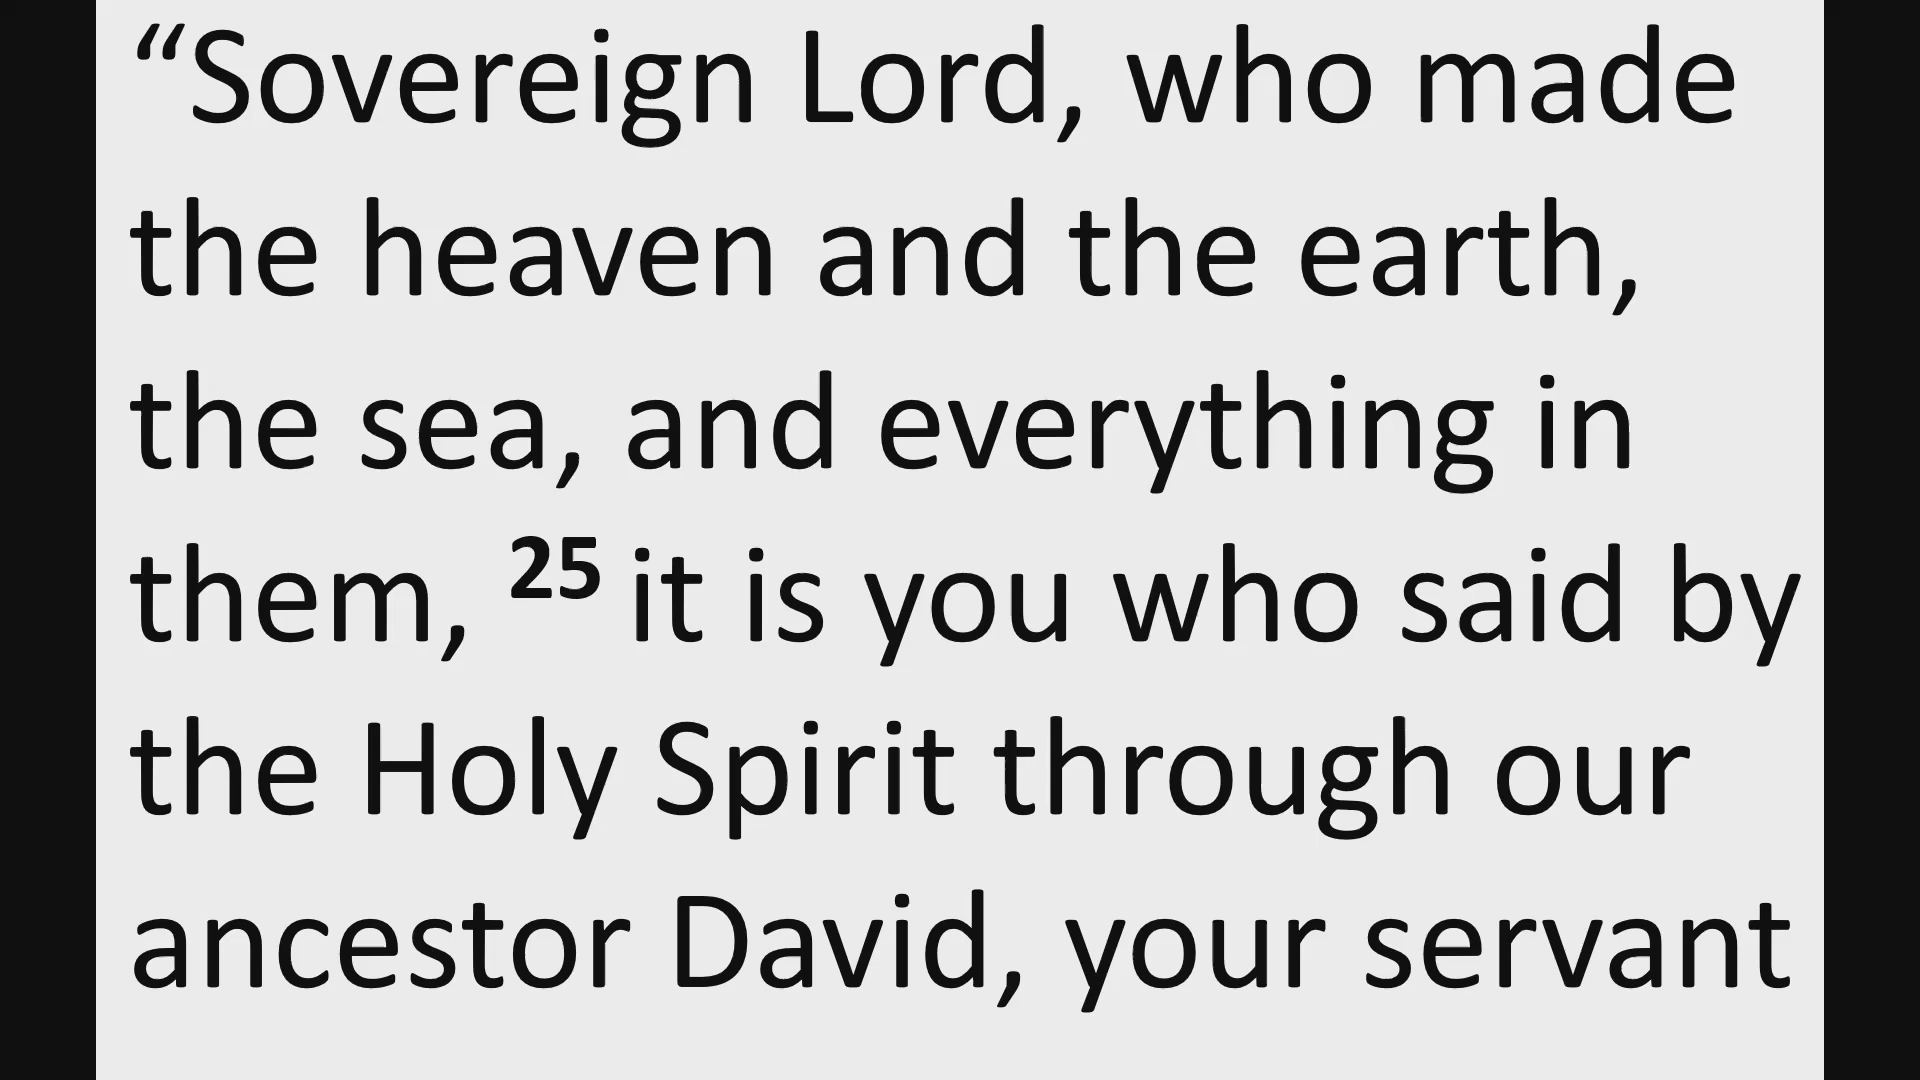 “Sovereign Lord, who made
the heaven and the earth,
the sea, and everything in
them, 25 it is you who said by
the Holy Spirit through our
ancestor David, your servant